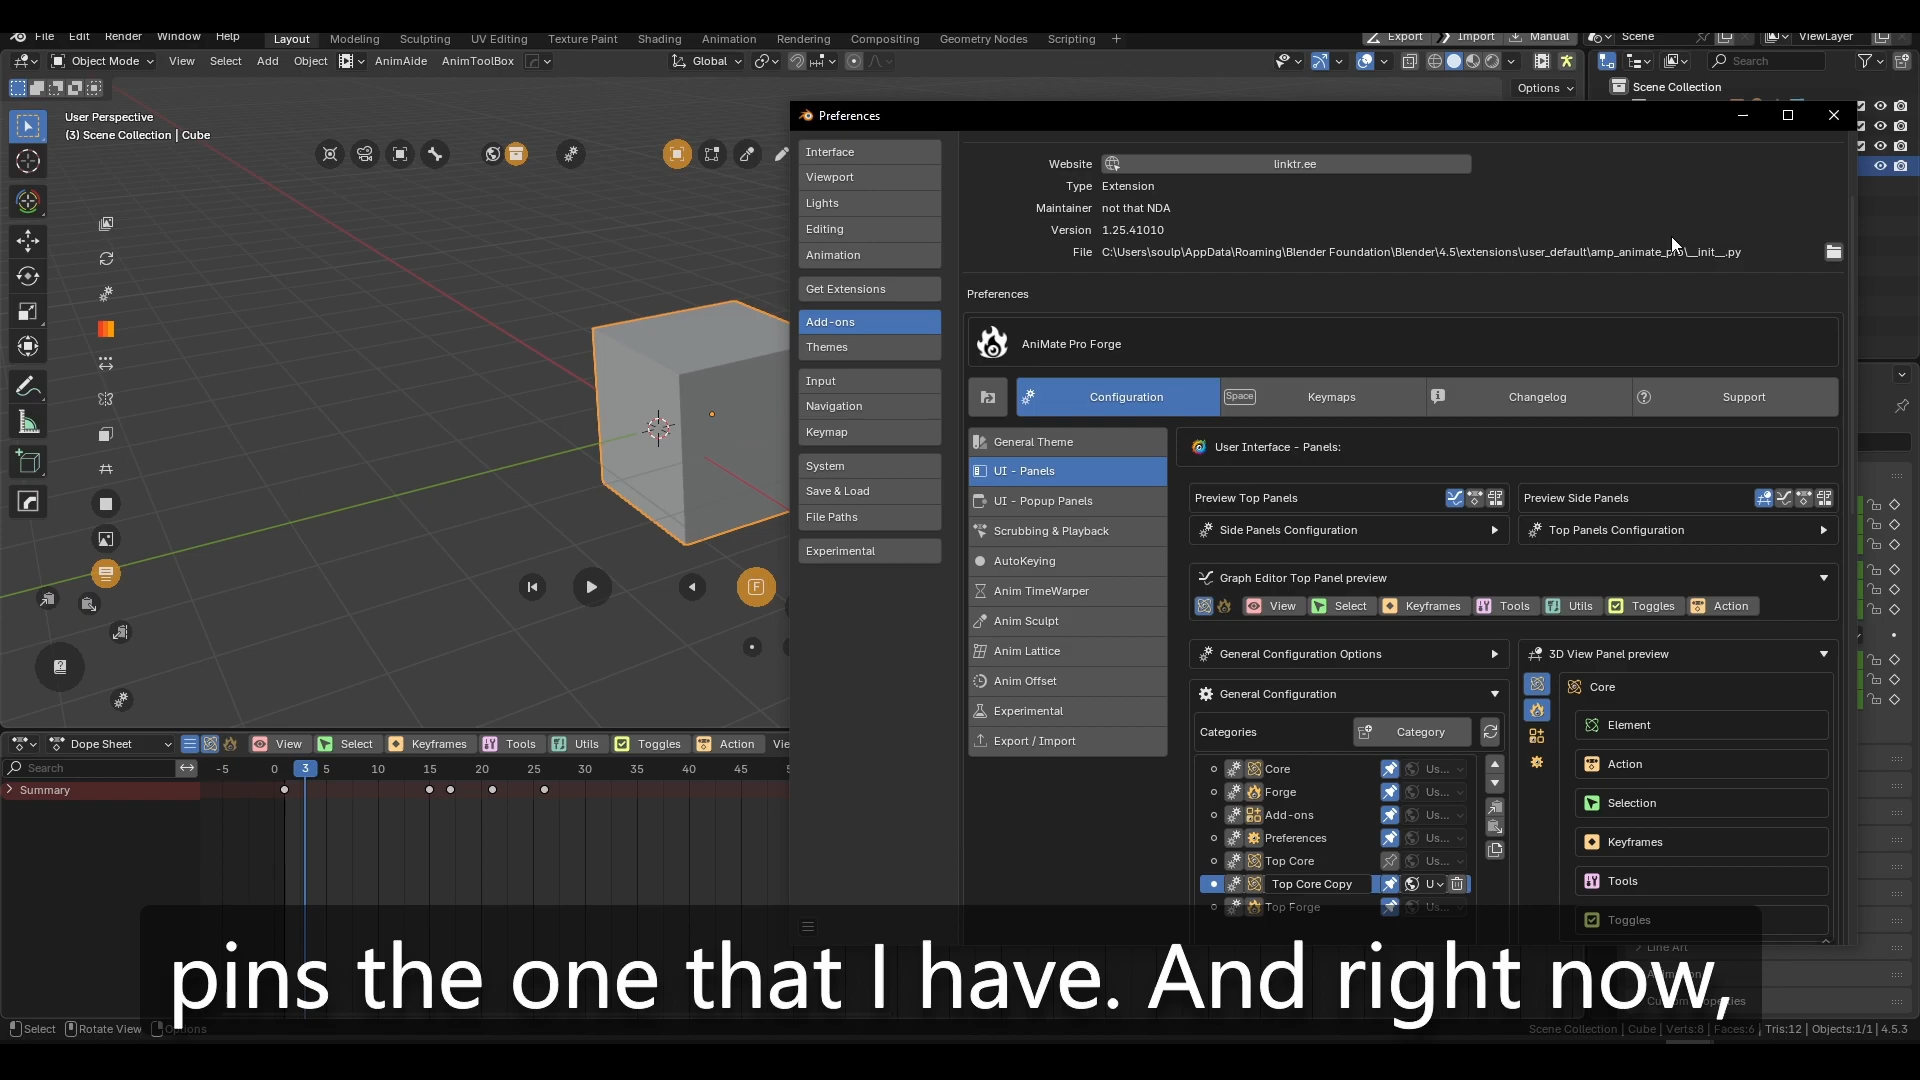 File Edit Render Window Help Layout Modeling Sculpting UV Editing Texture Paint Shading Animation Rendering Compositing Geometry Nodes Scripting + Export Import Manual Scene ViewLayer
Object Mode View Select Add Object AnimAide AnimToolBox Global Search
Options
Scene Collection
User Perspective
(3) Scene Collection | Cube
Preferences
Interface
Viewport
Lights
Editing
Animation
Get Extensions
Add-ons
Themes
Input
Navigation
Keymap
System
Save & Load
File Paths
Experimental
Website linktr.ee
Type Extension
Maintainer not that NDA
Version 1.25.41010
File C:\Users\soulp\AppData\Roaming\Blender Foundation\Blender\4.5\extensions\user_default\amp_animate_pro\__init__.py
Preferences
AniMate Pro Forge
Configuration Space Keymaps Changelog Support
General Theme
UI - Panels
UI - Popup Panels
Scrubbing & Playback
AutoKeying
Anim TimeWarper
Anim Sculpt
Anim Lattice
Anim Offset
Experimental
Export / Import
User Interface - Panels:
Preview Top Panels Preview Side Panels
Side Panels Configuration Top Panels Configuration
Graph Editor Top Panel preview
View Select Keyframes Tools Utils Toggles Action
General Configuration Options
General Configuration
Categories Category
Core Us...
Forge Us...
Add-ons Us...
Preferences Us...
Top Core Us...
Top Core Copy U
Top Forge Us...
3D View Panel preview
Core
Element
Action
Selection
Keyframes
Tools
Toggles
F
Dope Sheet View Select Keyframes Tools Utils Toggles Action
Search -5 0 3 5 10 15 20 25 30 35 40 45
Summary
Line Art
Animation
Custom Properties
pins the one that I have. And right now,
Select Rotate View Options
Scene Collection | Cube | Verts:8 | Faces:6 | Tris:12 | Objects:1/1 | 4.5.3